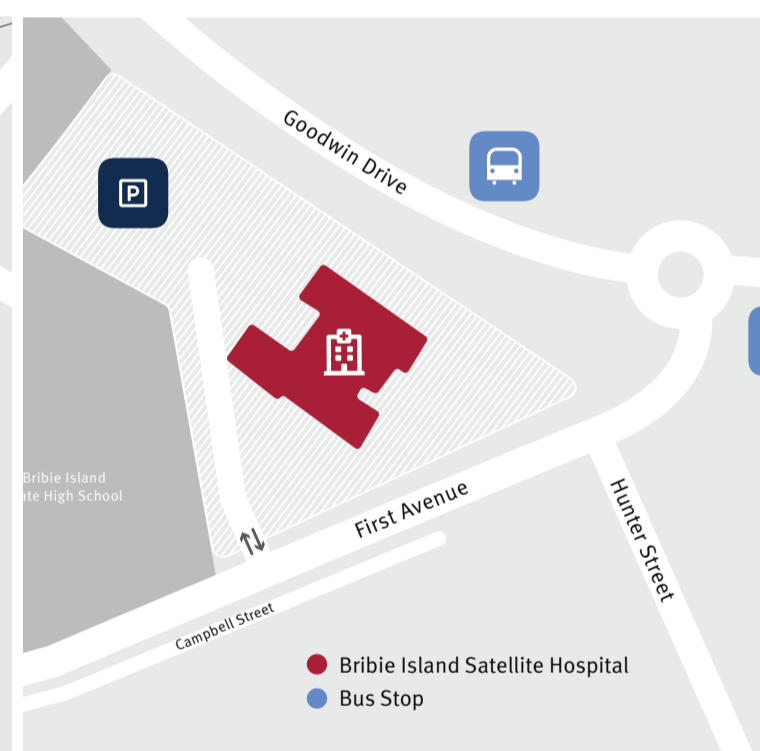 Goodwin Drive
P
Bribie Island
ate High School
First Avenue
Hunter Street
Campbell Street
Bribie Island Satellite Hospital
Bus Stop